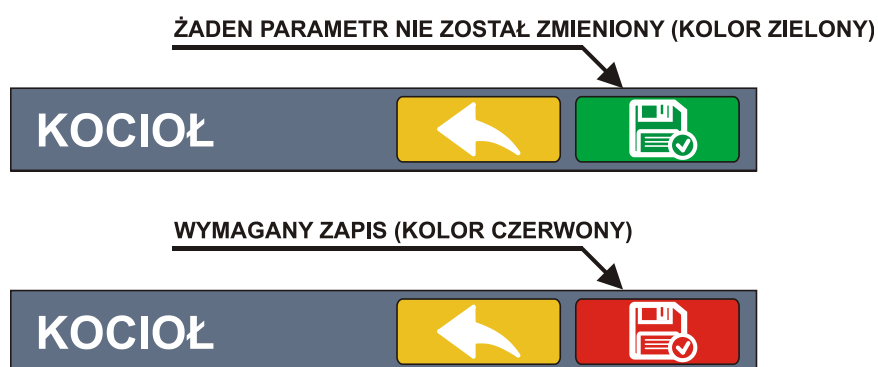 ŻADEN PARAMETR NIE ZOSTAŁ ZMIENIONY (KOLOR ZIELONY)
KOCIOŁ
WYMAGANY ZAPIS (KOLOR CZERWONY)
KOCIOŁ